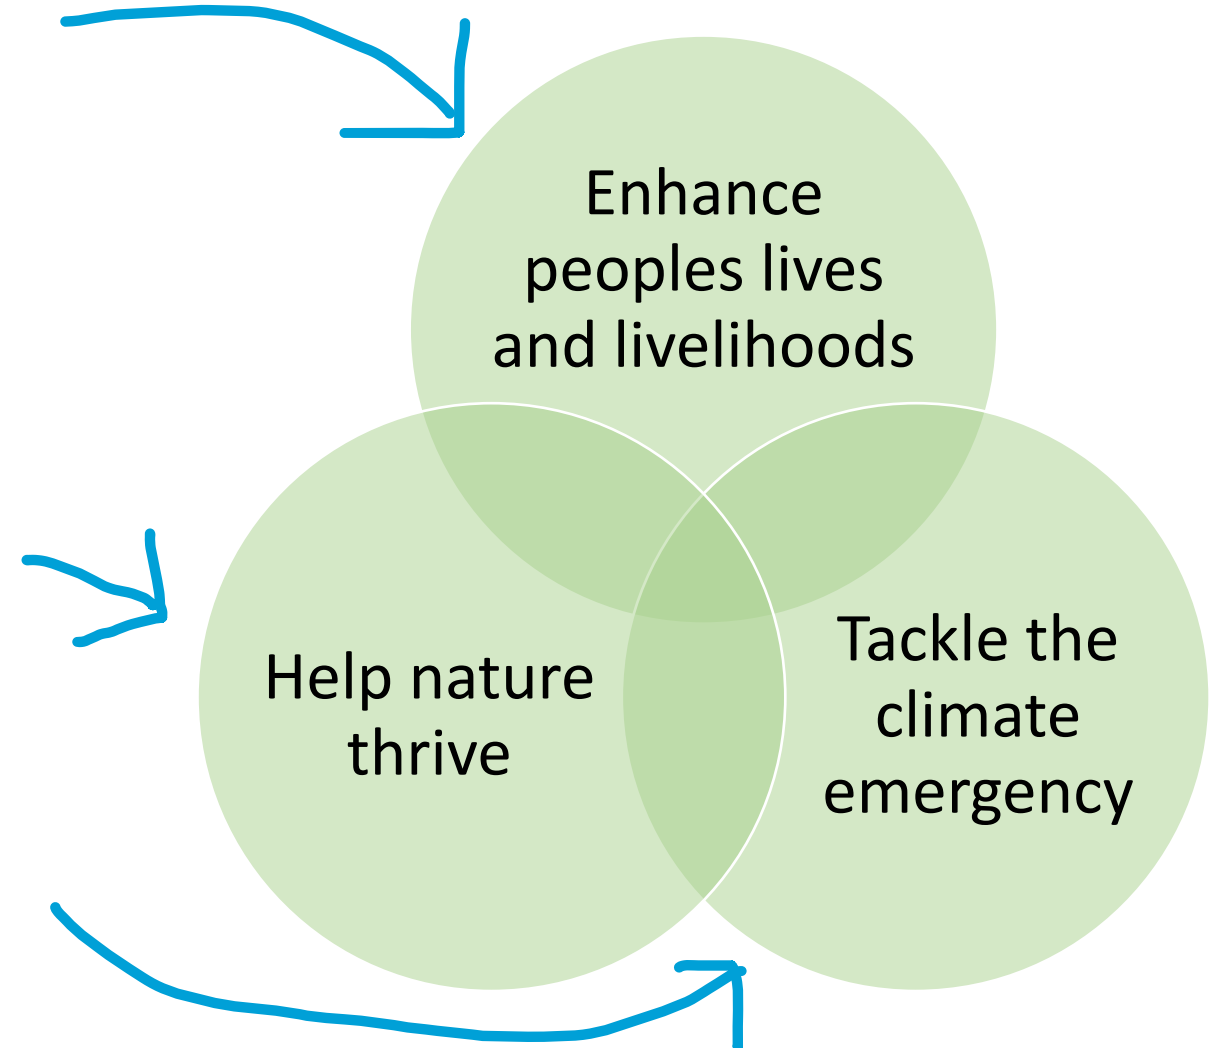 Enhance
peoples lives
and livelihoods
Help nature
thrive
Tackle the
climate
emergency